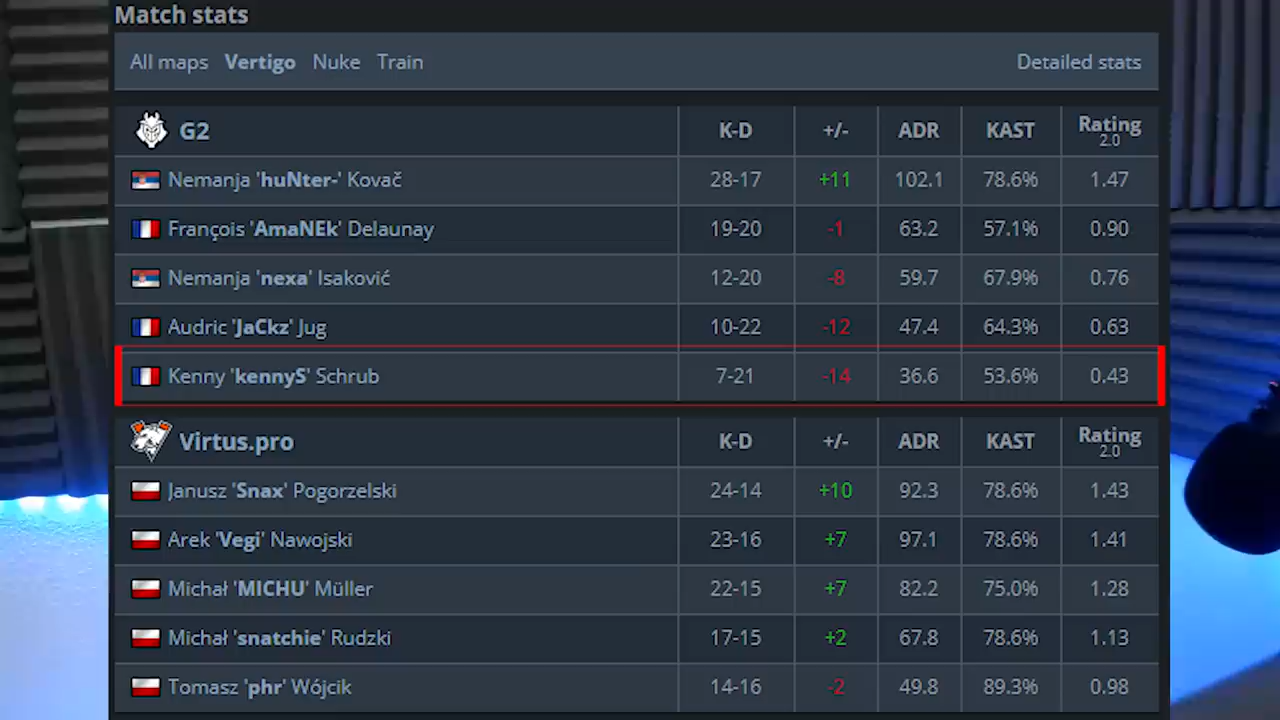 Match stats
All maps Vertigo Nuke Train Detailed stats
G2 K-D +/- ADR KAST Rating 2.0
Nemanja 'huNter-' Kovač 28-17 +11 102.1 78.6% 1.47
François 'AmaNEk' Delaunay 19-20 -1 63.2 57.1% 0.90
Nemanja 'nexa' Isaković 12-20 -8 59.7 67.9% 0.76
Audric 'JaCkz' Jug 10-22 -12 47.4 64.3% 0.63
Kenny 'kennyS' Schrub 7-21 -14 36.6 53.6% 0.43
Virtus.pro K-D +/- ADR KAST Rating 2.0
Janusz 'Snax' Pogorzelski 24-14 +10 92.3 78.6% 1.43
Arek 'Vegi' Nawojski 23-16 +7 97.1 78.6% 1.41
Michał 'MICHU' Müller 22-15 +7 82.2 75.0% 1.28
Michał 'snatchie' Rudzki 17-15 +2 67.8 78.6% 1.13
Tomasz 'phr' Wójcik 14-16 -2 49.8 89.3% 0.98